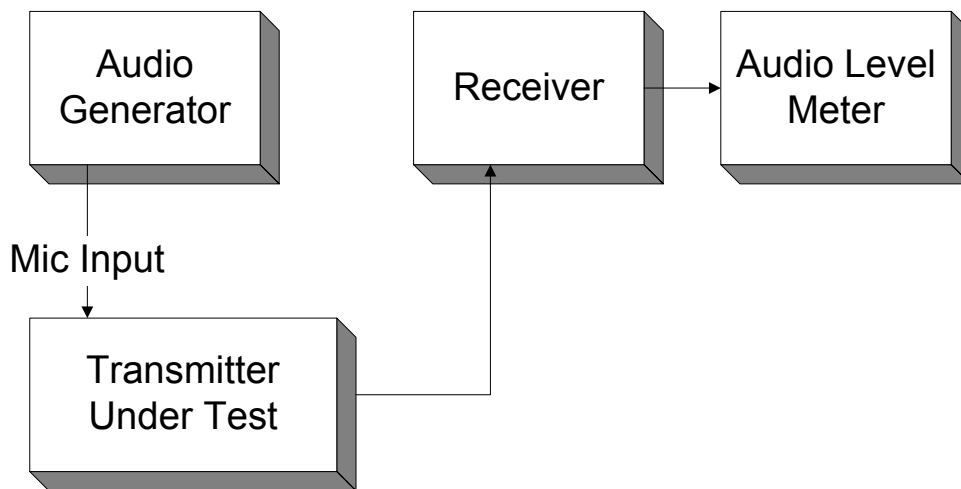 Audio
Generator
Receiver
Audio Level
Meter
Mic Input
Transmitter
Under Test